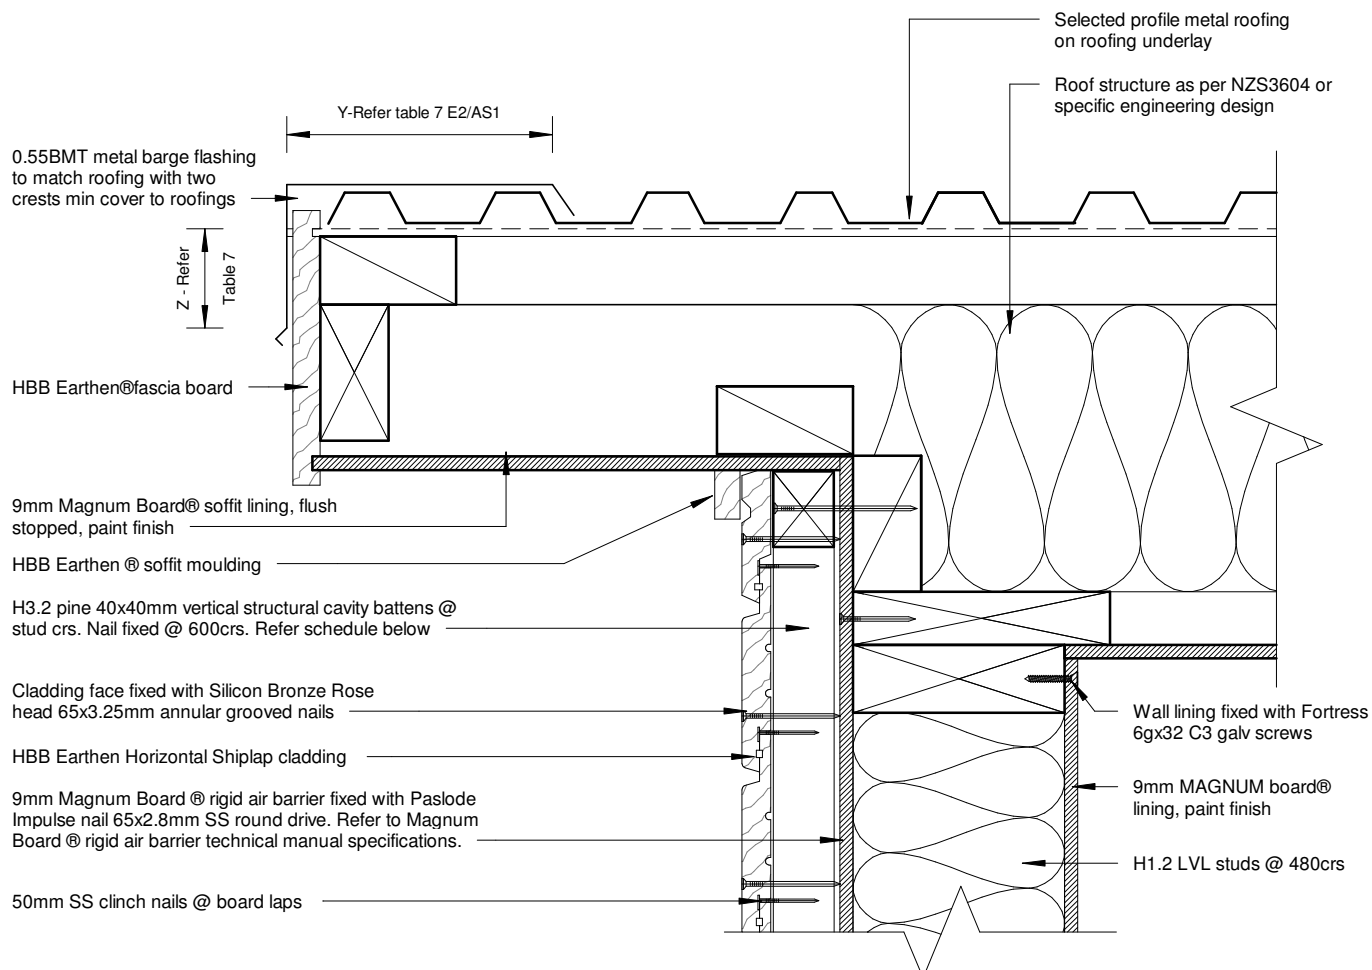 Selected profile metal roofing
on roofing underlay
Roof structure as per NZS3604 or
specific engineering design
Y-Refer table 7 E2/AS1
0.55BMT metal barge flashing
to match roofing with two
crests min cover to roofings
Z - Refer
Table 7
HBB Earthen®fascia board
9mm Magnum Board® soffit lining, flush
stopped, paint finish
HBB Earthen ® soffit moulding
H3.2 pine 40x40mm vertical structural cavity battens @
stud crs. Nail fixed @ 600crs. Refer schedule below
Cladding face fixed with Silicon Bronze Rose
head 65x3.25mm annular grooved nails
HBB Earthen Horizontal Shiplap cladding
9mm Magnum Board ® rigid air barrier fixed with Paslode
Impulse nail 65x2.8mm SS round drive. Refer to Magnum
Board ® rigid air barrier technical manual specifications.
50mm SS clinch nails @ board laps
Wall lining fixed with Fortress
6gx32 C3 galv screws
9mm MAGNUM board®
lining, paint finish
H1.2 LVL studs @ 480crs